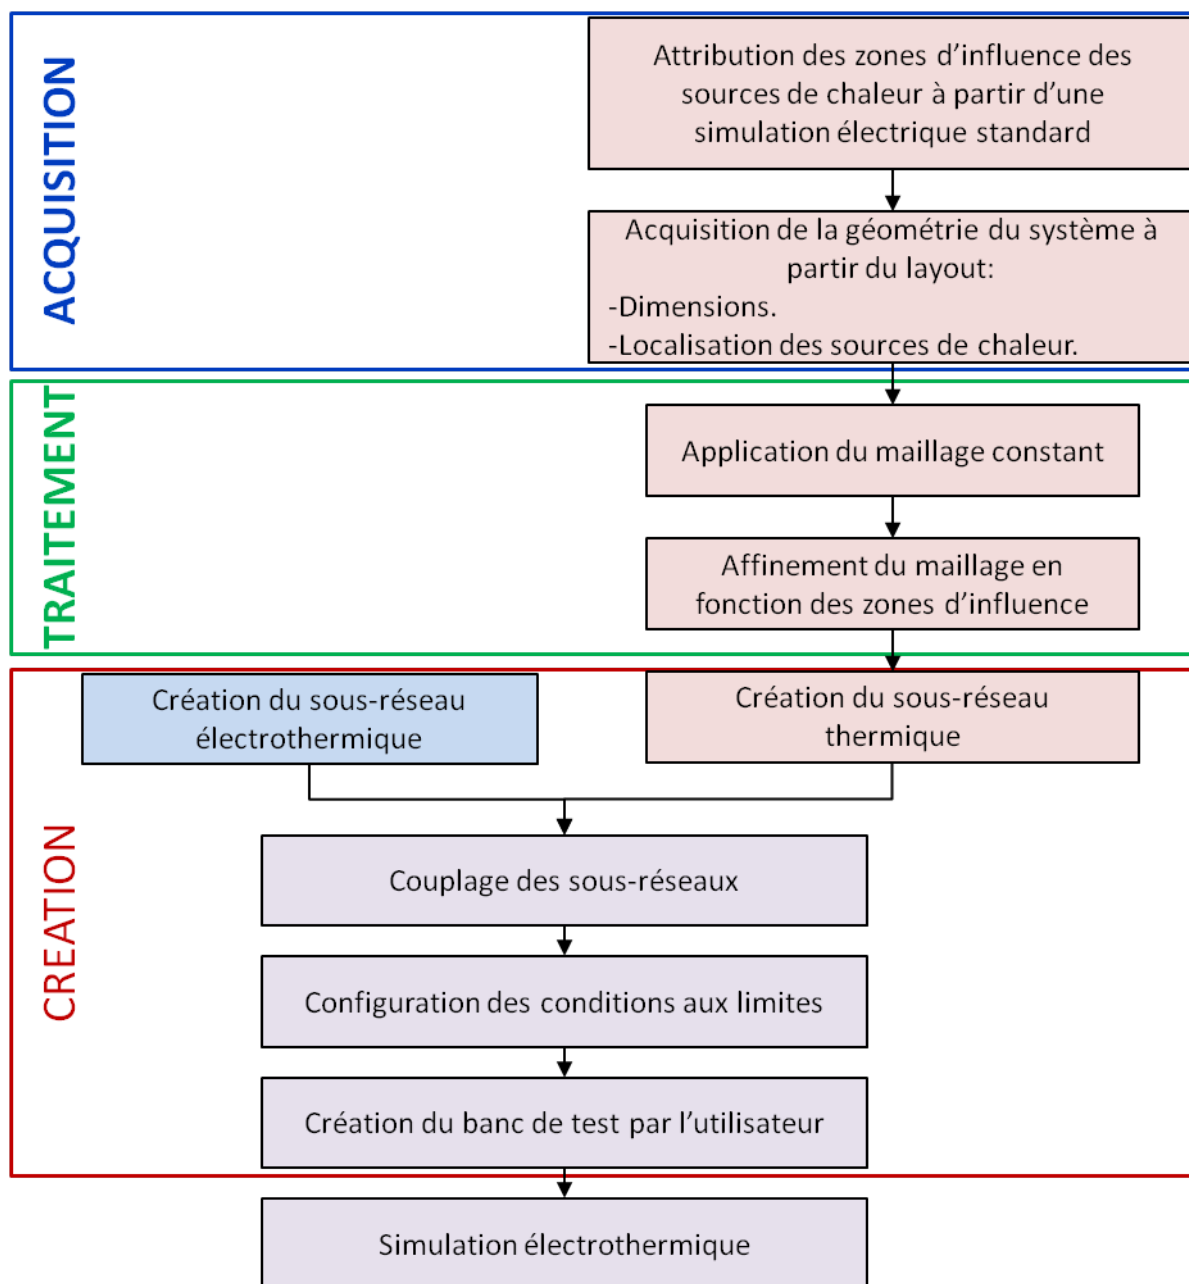 ACQUISITION
Attribution des zones d'influence des
sources de chaleur à partir d'une
simulation électrique standard
Acquisition de la géométrie du système à
partir du layout:
-Dimensions.
-Localisation des sources de chaleur.
TRAITEMENT
Application du maillage constant
Affinement du maillage en
fonction des zones d'influence
CREATION
Création du sous-réseau
électrothermique
Création du sous-réseau
thermique
Couplage des sous-réseaux
Configuration des conditions aux limites
Création du banc de test par l'utilisateur
Simulation électrothermique